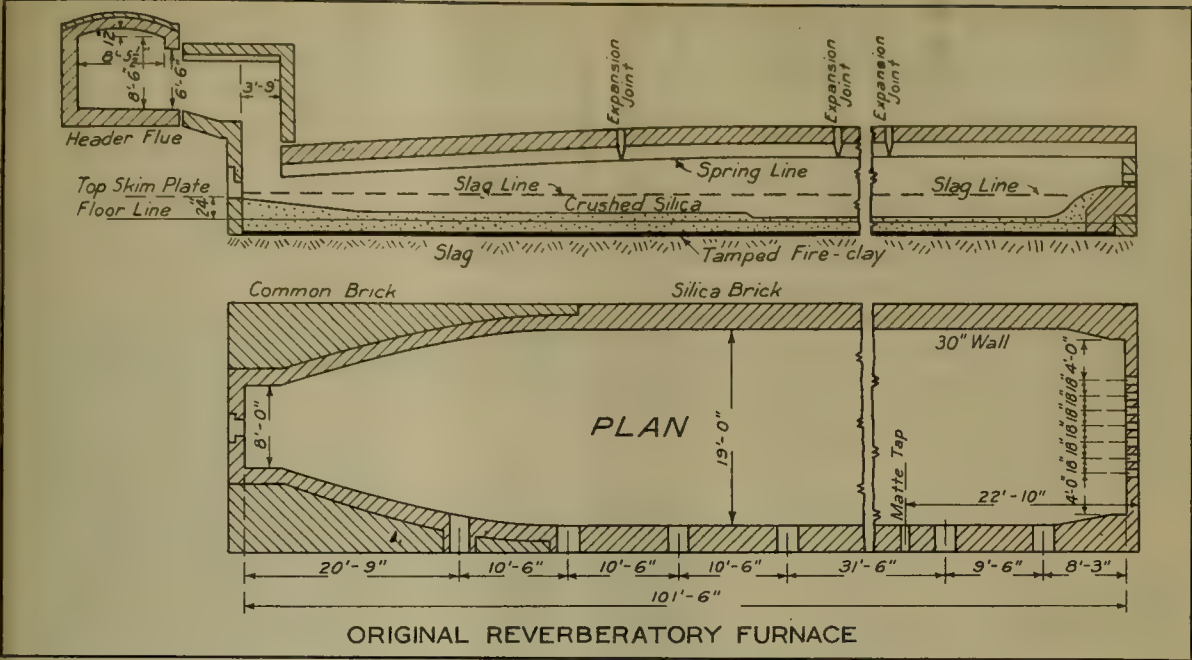 12"
8'-5½"
8'-6"
6'-6"
3'-9"
Header Flue
Expansion Joint
Expansion Joint
Expansion Joint
Spring Line
Top Skim Plate
Floor Line
24"
Slag Line
Slag Line
Crushed Silica
Slag
Tamped Fire-clay
Common Brick
Silica Brick
30" Wall
8'-0"
PLAN
19'-0"
Matte Tap
4'-0 18" 18" 18" 18" 18" 18" 4'-0"
22'-10"
20'-9"
10'-6"
10'-6"
10'-6"
31'-6"
9'-6"
8'-3"
101'-6"
ORIGINAL REVERBERATORY FURNACE